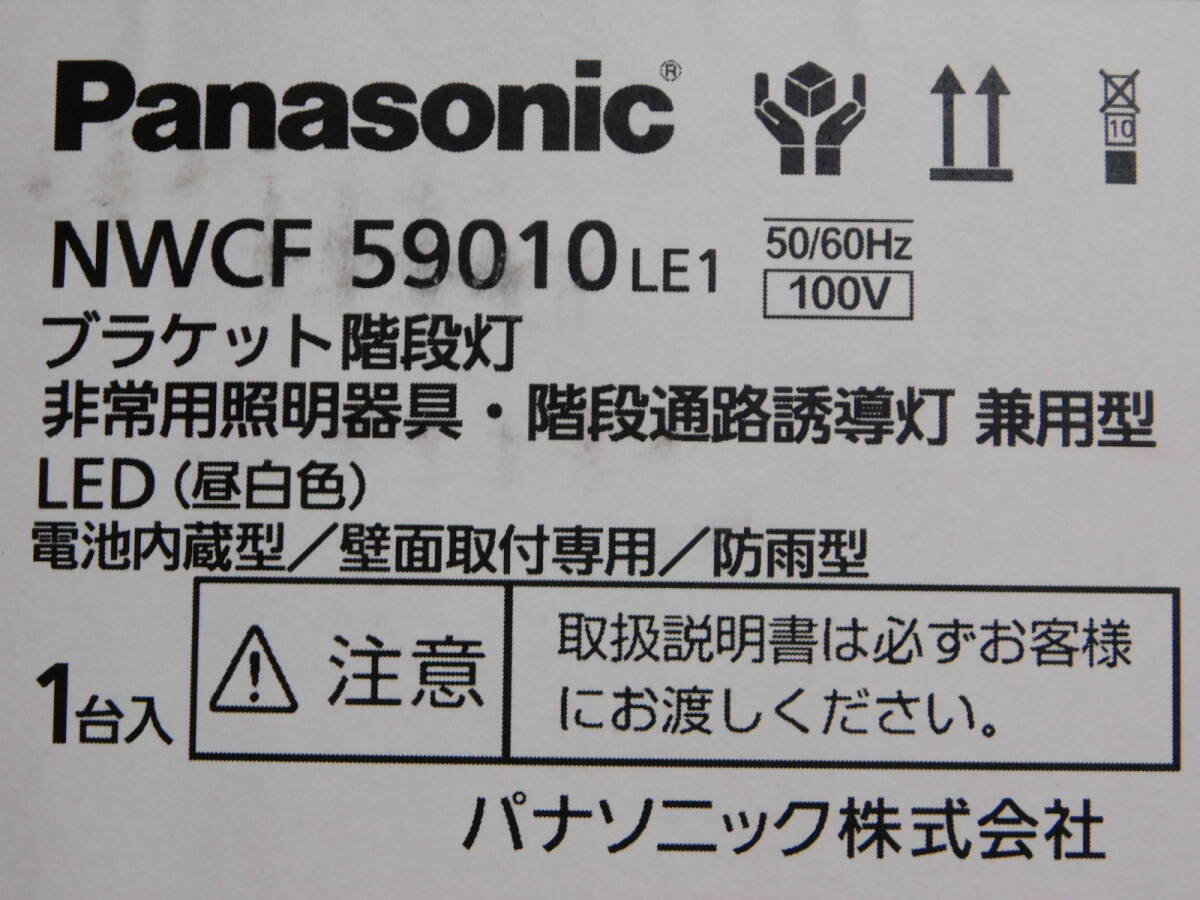 Panasonic®
10
NWCF 59010 LE1
50/60Hz
100V
ブラケット階段灯
非常用照明器具・階段通路誘導灯 兼用型
LED(昼白色)
電池内蔵型/壁面取付専用/防雨型
1台入
注意
取扱説明書は必ずお客様
にお渡しください。
パナソニック株式会社